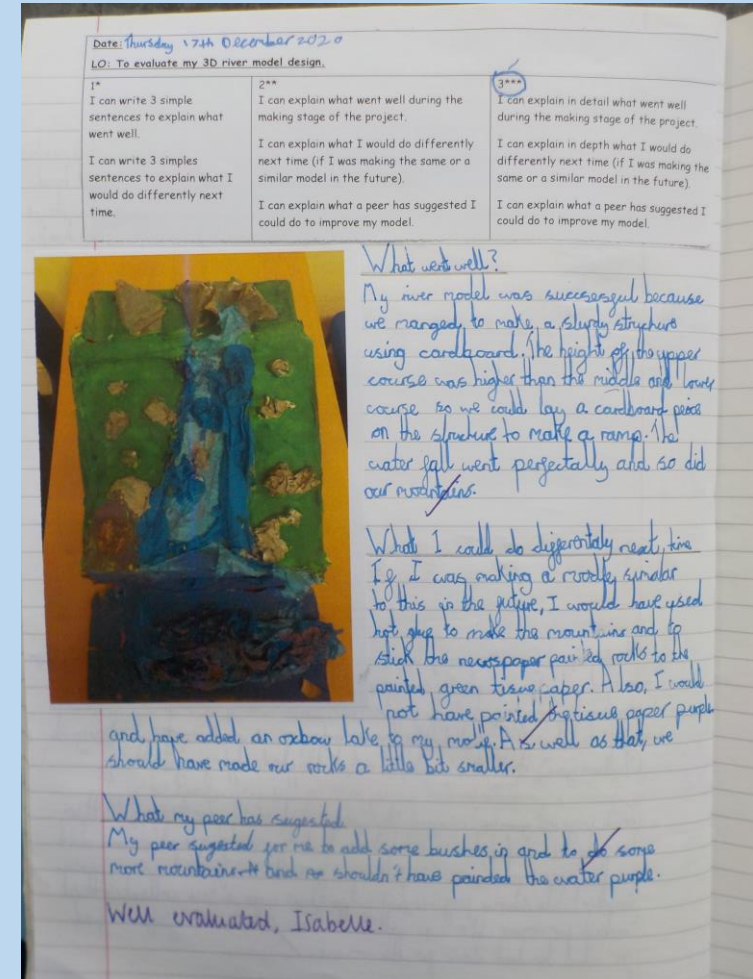 Date: Thursday 17th December 2020
LO: To evaluate my 3D river model design.
1*
I can write 3 simple
sentences to explain what
went well.
I can write 3 simples
sentences to explain what I
would do differently next
time.
2**
I can explain what went well during the
making stage of the project.
I can explain what I would do differently
next time (if I was making the same or a
similar model in the future).
I can explain what a peer has suggested I
could do to improve my model.
3***
I can explain in detail what went well
during the making stage of the project.
I can explain in depth what I would do
differently next time (if I was making the
same or a similar model in the future).
I can explain what a peer has suggested I
could do to improve my model.
What went well?
My river model was succsesgul because
we manged to make a sturdy structure
using cardboard. The height of the upper
course was higher than the middle and lower
course so we could lay a cardboard peice
on the structure to make a ramp. The
water fall went perfectally and so did
our mountains.
What I could do differentaly next time
If I was making a modle simalar
to this in the future, I would have used
hot glue to make the mountains and to
stick the newspaper painted rocks to the
painted, green tissue paper. Also, I would
not have painted the tissue paper purple
and have added an oxbow lake to my modle. As well as that, we
should have made our rocks a little bit smaller.
What my peer has sugested
My peer sugested for me to add some bushes in and to do some
more mountains and shouldn't have painded the water purple.
Well evaluated, Isabelle.